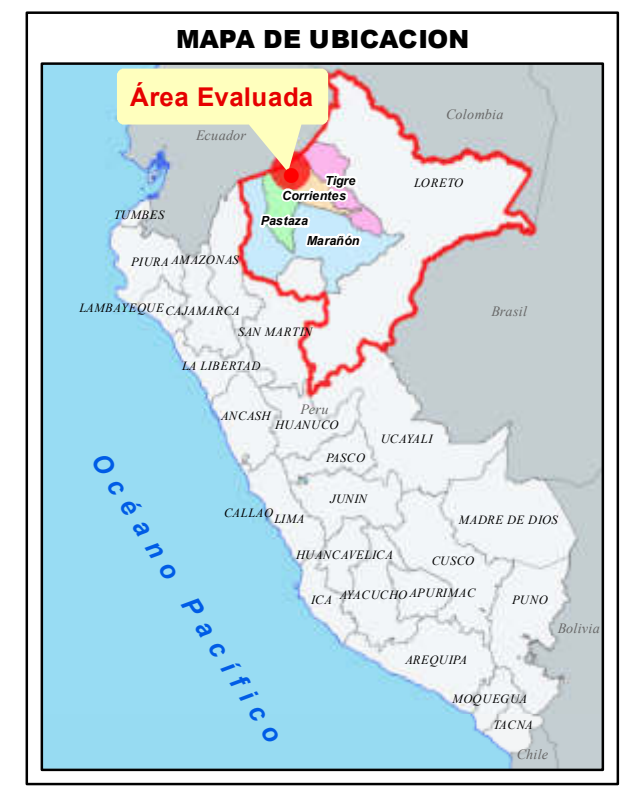 MAPA DE UBICACION
Área Evaluada
Colombia
Ecuador
Tigre
LORETO
Corrientes
TUMBES
Pastaza
Marañón
PIURA
AMAZONAS
LAMBAYEQUE
CAJAMARCA
Brasil
SAN MARTIN
LA LIBERTAD
Peru
ANCASH
HUANUCO
UCAYALI
PASCO
Océano Pacífico
JUNIN
CALLAO
LIMA
MADRE DE DIOS
HUANCAVELICA
CUSCO
ICA
AYACUCHO
APURIMAC
PUNO
Bolivia
AREQUIPA
MOQUEGUA
TACNA
Chile